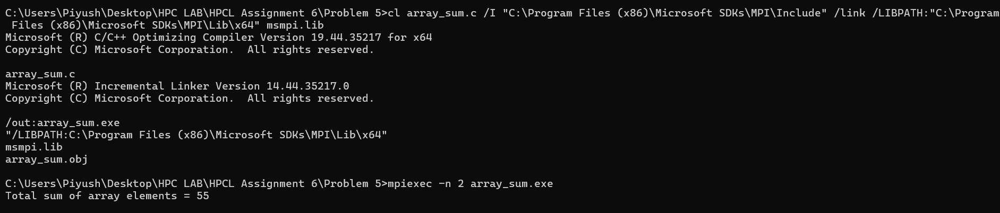 C:\Users\Piyush\Desktop\HPC LAB\HPCL Assignment 6\Problem 5>cl array_sum.c /I "C:\Program Files (x86)\Microsoft SDKs\MPI\Include" /link /LIBPATH:"C:\Program
 Files (x86)\Microsoft SDKs\MPI\Lib\x64" msmpi.lib
Microsoft (R) C/C++ Optimizing Compiler Version 19.44.35217 for x64
Copyright (C) Microsoft Corporation.  All rights reserved.

array_sum.c
Microsoft (R) Incremental Linker Version 14.44.35217.0
Copyright (C) Microsoft Corporation.  All rights reserved.

/out:array_sum.exe
"/LIBPATH:C:\Program Files (x86)\Microsoft SDKs\MPI\Lib\x64"
msmpi.lib
array_sum.obj

C:\Users\Piyush\Desktop\HPC LAB\HPCL Assignment 6\Problem 5>mpiexec -n 2 array_sum.exe
Total sum of array elements = 55